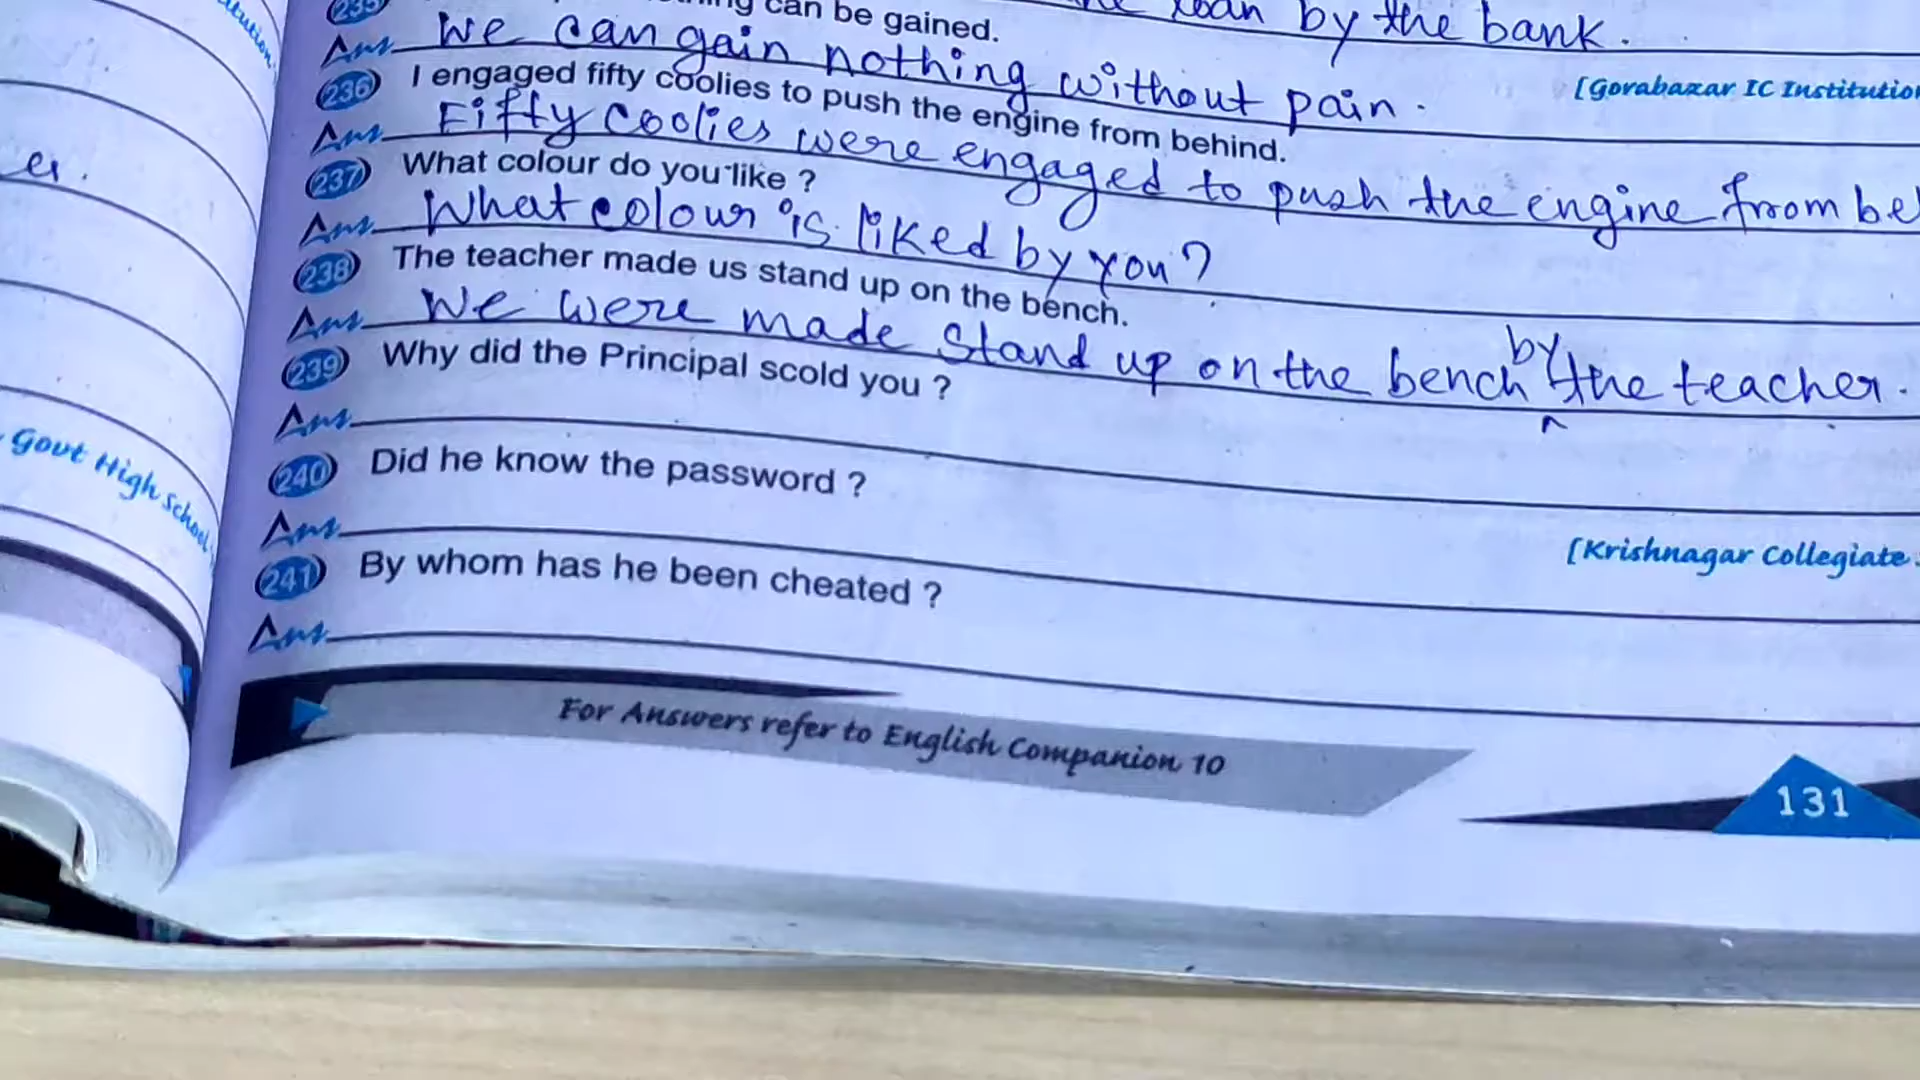 can be gained.
loan by the bank.
Ans. We can gain nothing without pain.
[Gorabazar IC Institution
236 I engaged fifty coolies to push the engine from behind.
Ans. Fifty coolies were engaged to push the engine from be
237 What colour do you like ?
Ans. What colour is liked by you?
238 The teacher made us stand up on the bench.
Ans. We were made stand up on the bench by the teacher.
239 Why did the Principal scold you ?
Ans.
240 Did he know the password ?
[Krishnagar Collegiate
Ans.
241 By whom has he been cheated ?
Ans.
For Answers refer to English Companion 10
131
er.
Govt High School